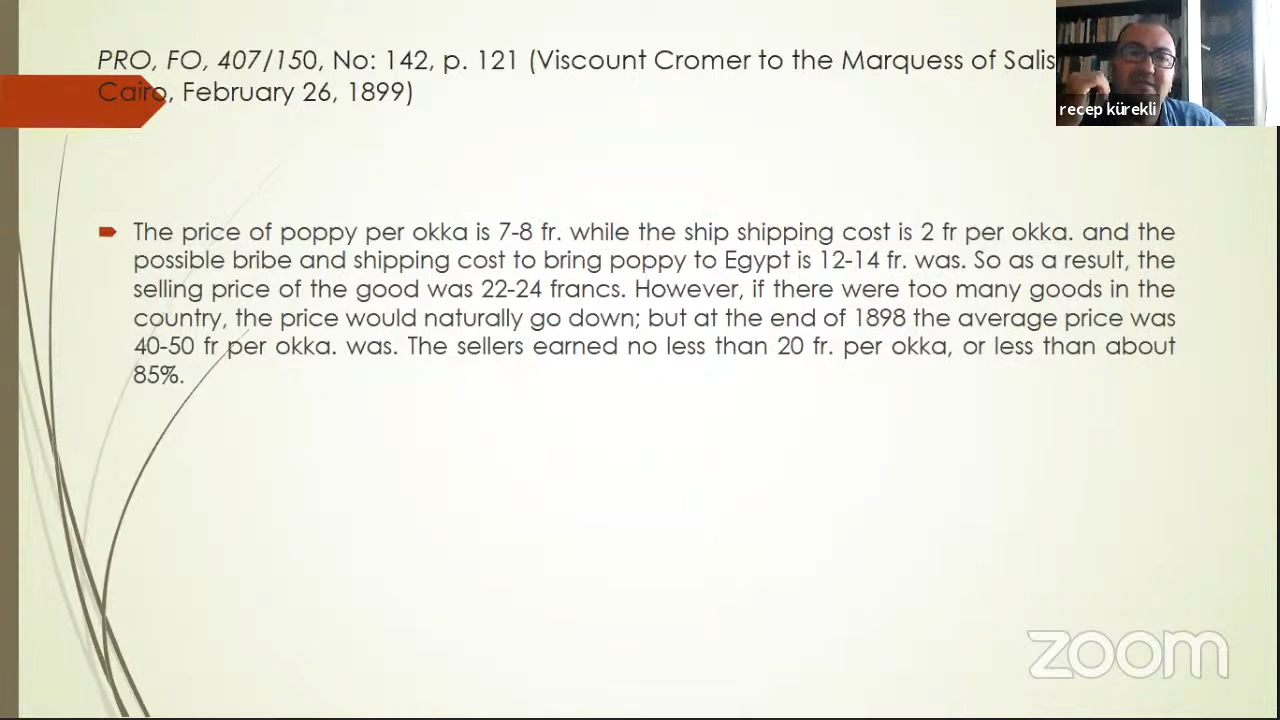 PRO, FO, 407/150, No: 142, p. 121 (Viscount Cromer to the Marquess of Salis
Cairo, February 26, 1899)
recep kürekli
The price of poppy per okka is 7-8 fr. while the ship shipping cost is 2 fr per okka. and the
possible bribe and shipping cost to bring poppy to Egypt is 12-14 fr. was. So as a result, the
selling price of the good was 22-24 francs. However, if there were too many goods in the
country, the price would naturally go down; but at the end of 1898 the average price was
40-50 fr per okka. was. The sellers earned no less than 20 fr. per okka, or less than about
85%.
zoom